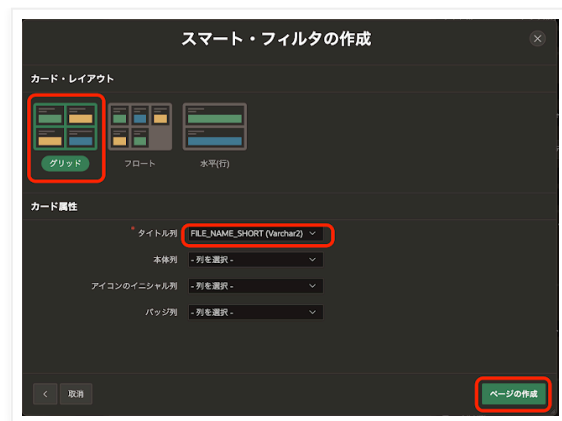 スマート・フィルタの作成
カード・レイアウト
グリッド
フロート
水平(行)
カード属性
* タイトル列 FILE_NAME_SHORT (Varchar2)
本体列 - 列を選択 -
アイコンのイニシャル列 - 列を選択 -
バッジ列 - 列を選択 -
取消
ページの作成